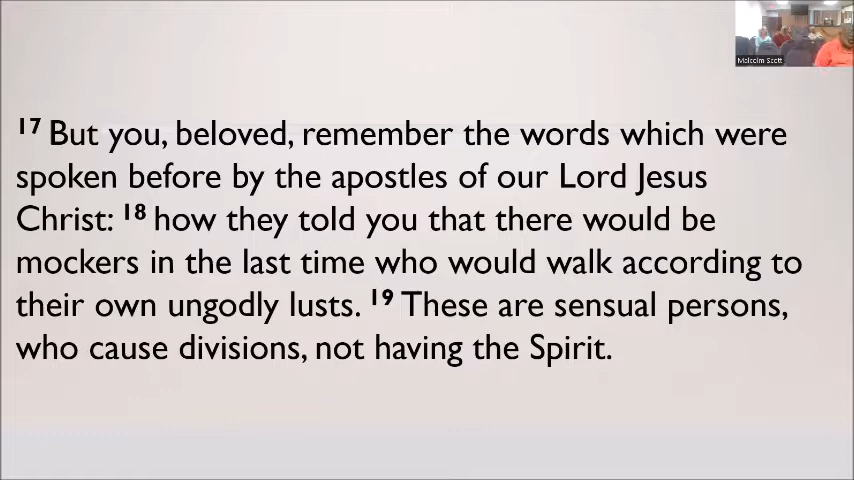 Malcolm Scott
17 But you, beloved, remember the words which were
spoken before by the apostles of our Lord Jesus
Christ: 18 how they told you that there would be
mockers in the last time who would walk according to
their own ungodly lusts. 19 These are sensual persons,
who cause divisions, not having the Spirit.